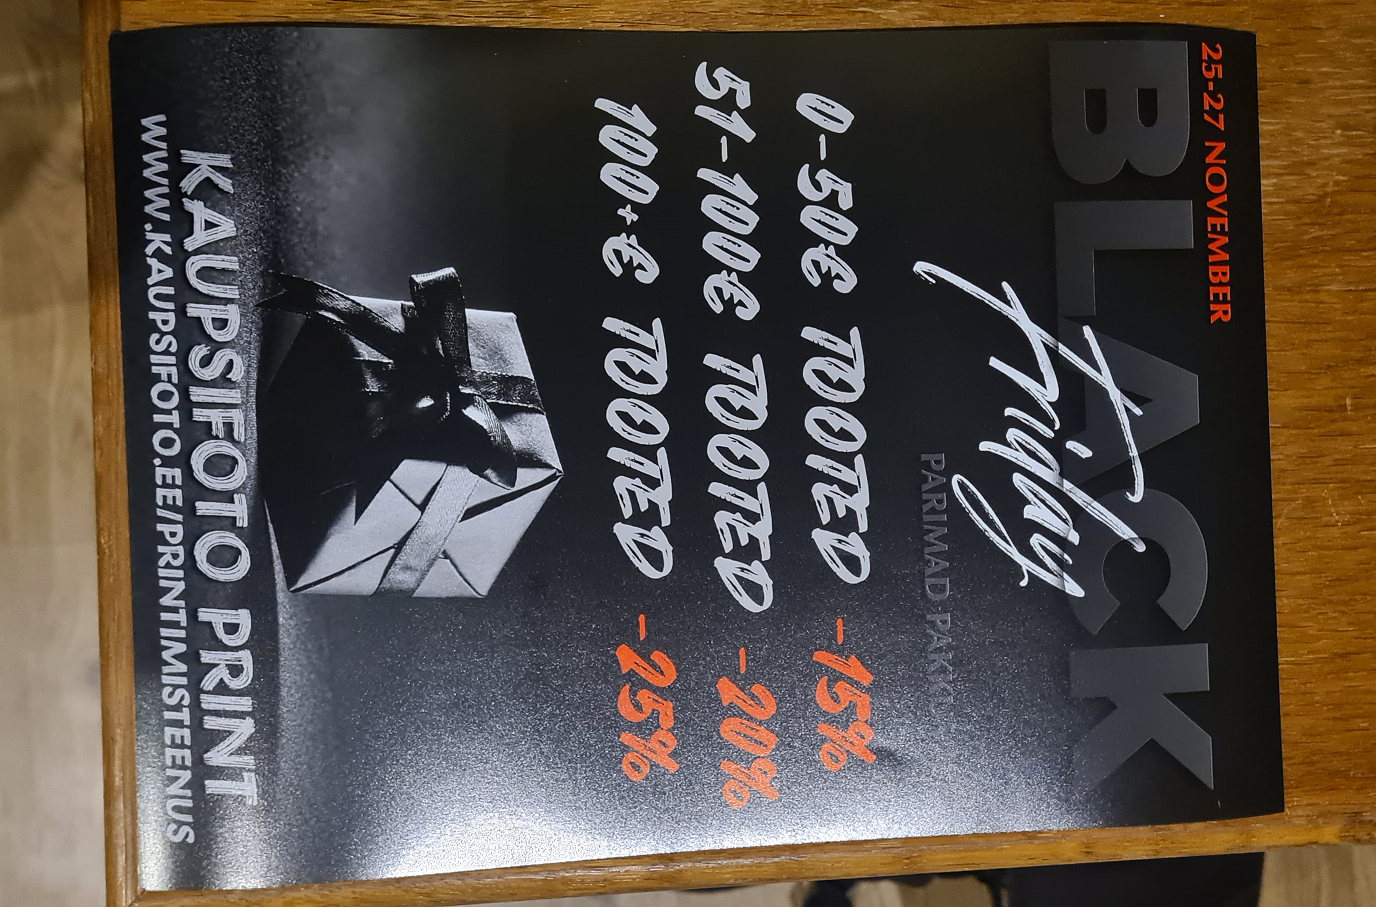 25-27 NOVEMBER
BLACK
Friday
PARIMAD PAKK
0-50€ TOOTED -15%
51-100€ TOOTED -20%
100+€ TOOTED -25%
KAUPSIFOTO PRINT
WWW.KAUPSIFOTO.EE/PRINTIMISTEENUS